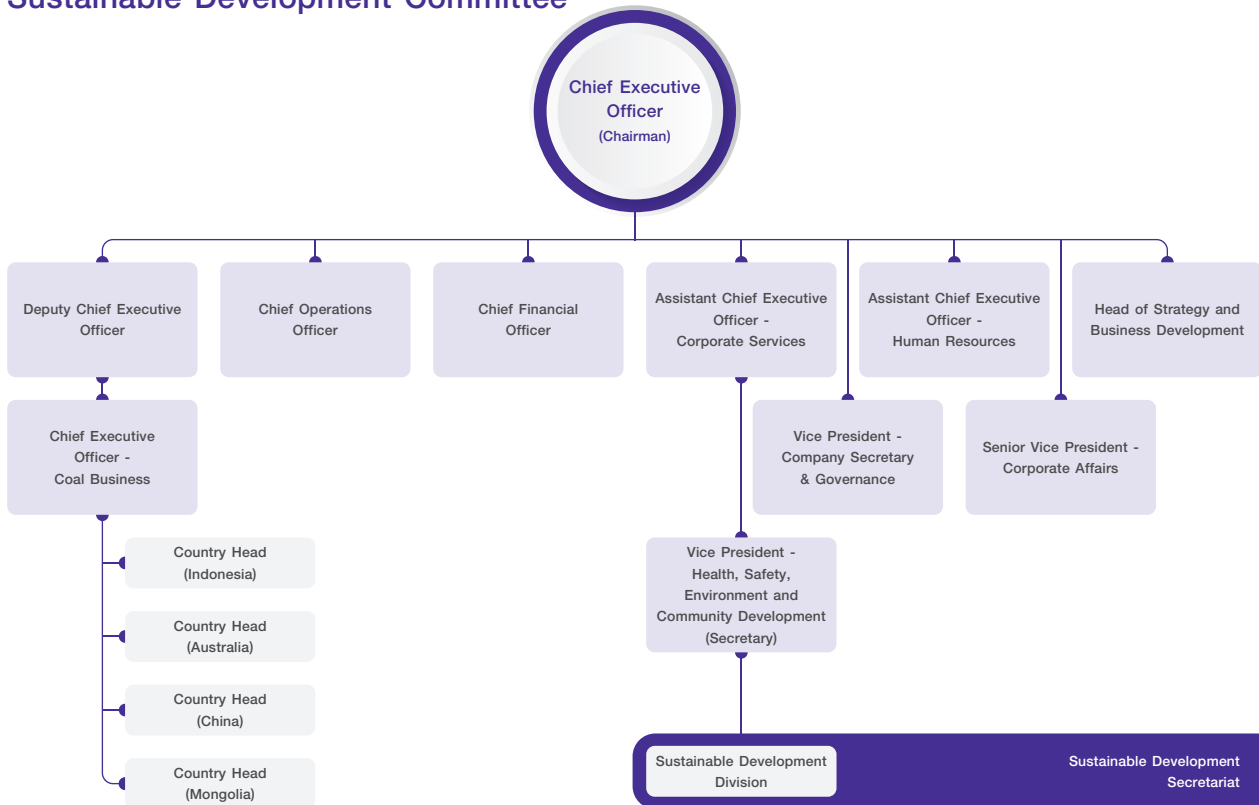 Sustainable Development Committee
Chief Executive
Officer
(Chairman)
Deputy Chief Executive
Officer
Chief Operations
Officer
Chief Financial
Officer
Assistant Chief Executive
Officer -
Corporate Services
Assistant Chief Executive
Officer -
Human Resources
Head of Strategy and
Business Development
Chief Executive
Officer -
Coal Business
Vice President -
Company Secretary
& Governance
Senior Vice President -
Corporate Affairs
Country Head
(Indonesia)
Country Head
(Australia)
Country Head
(China)
Country Head
(Mongolia)
Vice President -
Health, Safety,
Environment and
Community Development
(Secretary)
Sustainable Development
Division
Sustainable Development
Secretariat